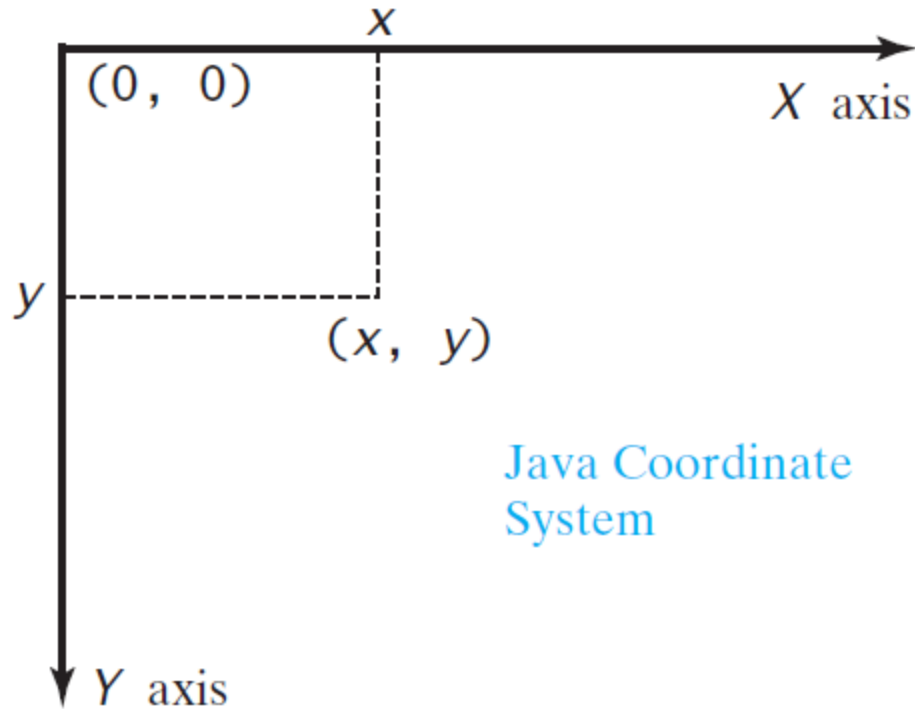 x
(0, 0)
X axis
y
(x, y)
Java Coordinate
System
Y axis